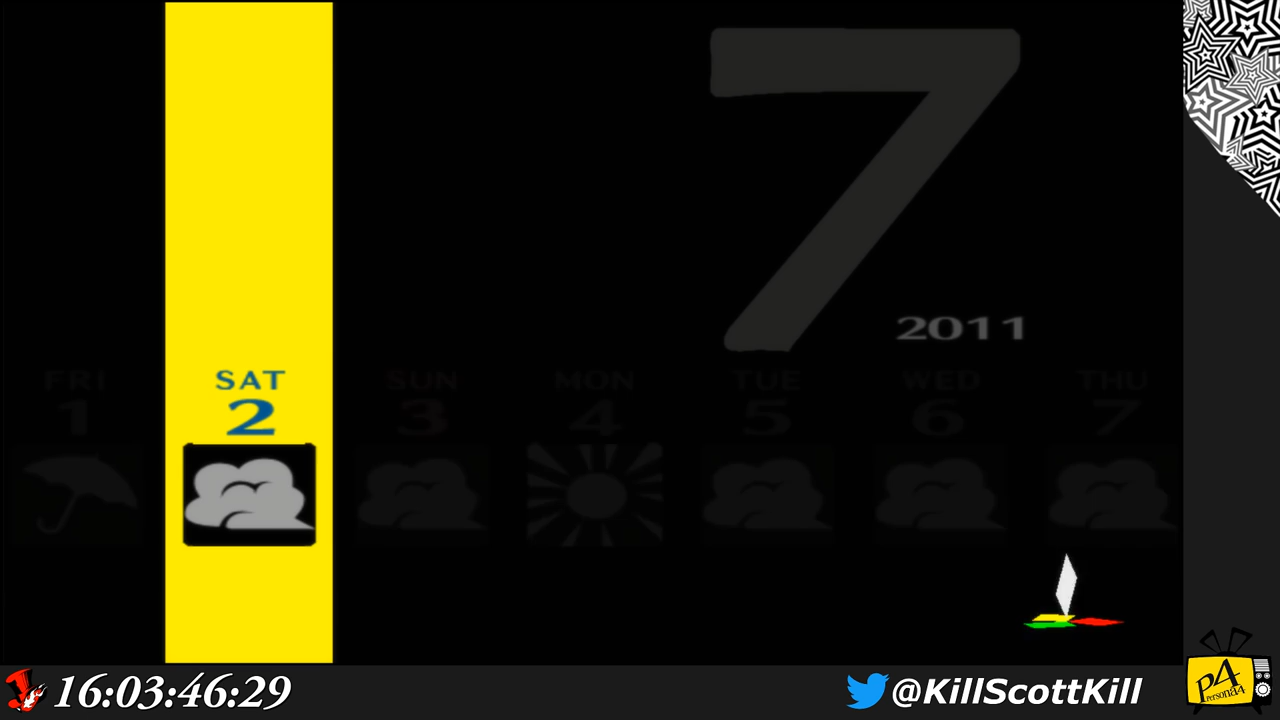 7
2011
FRI SAT SUN MON TUE WED THU
1 2 3 4 5 6 7
16:03:46:29 @KillScottKill
P4
Persona4